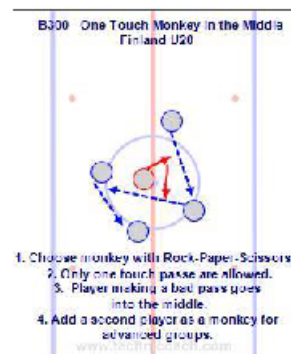 B300 One Touch Monkey in the Middle
Finland U20
1. Choose monkey with Rock-Paper-Scissors
2. Only one touch passe are allowed.
3. Player making a bad pass goes
into the middle.
4. Add a second player as a monkey for
advanced groups.